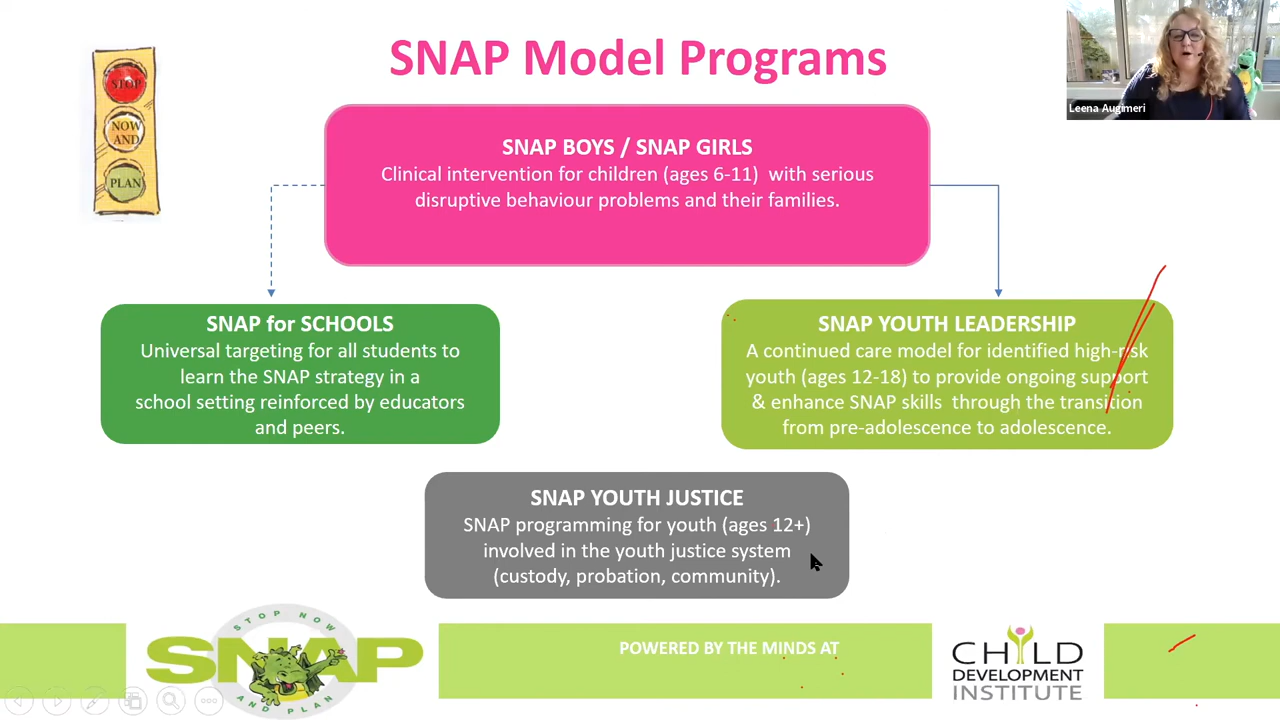 SNAP Model Programs
Leena Augimeri
STOP
NOW
AND
PLAN
SNAP BOYS / SNAP GIRLS
Clinical intervention for children (ages 6-11) with serious
disruptive behaviour problems and their families.
SNAP for SCHOOLS
Universal targeting for all students to
learn the SNAP strategy in a
school setting reinforced by educators
and peers.
SNAP YOUTH LEADERSHIP
A continued care model for identified high-risk
youth (ages 12-18) to provide ongoing support
& enhance SNAP skills through the transition
from pre-adolescence to adolescence.
SNAP YOUTH JUSTICE
SNAP programming for youth (ages 12+)
involved in the youth justice system
(custody, probation, community).
STOP NOW
SNAP
AND PLAN
POWERED BY THE MINDS AT
CHILD
DEVELOPMENT
INSTITUTE